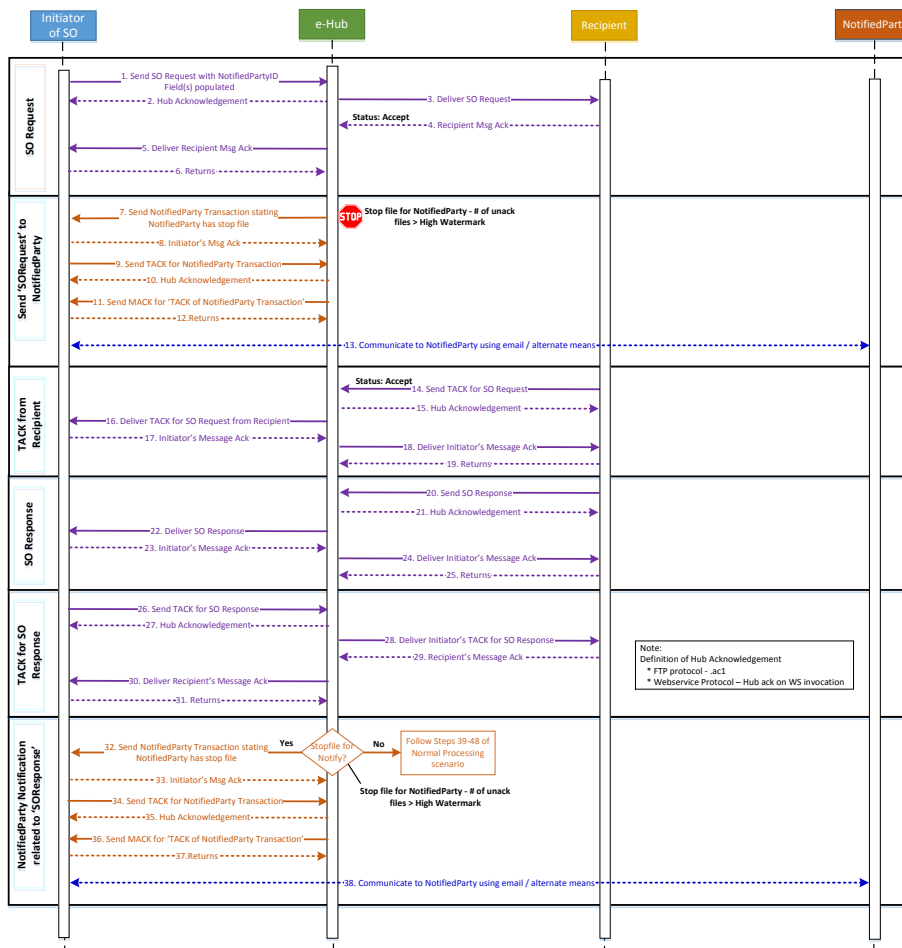 Initiator
of SO
e-Hub
Recipient
NotifiedParty
SO Request
1. Send SO Request with NotifiedPartyID
Field(s) populated
2. Hub Acknowledgement
3. Deliver SO Request
Status: Accept
4. Recipient Msg Ack
5. Deliver Recipient Msg Ack
6. Returns
Send 'SORequest' to
NotifiedParty
7. Send NotifiedParty Transaction stating
NotifiedParty has stop file
STOP
Stop file for NotifiedParty - # of unack
files > High Watermark
8. Initiator's Msg Ack
9. Send TACK for NotifiedParty Transaction
10. Hub Acknowledgement
11. Send MACK for 'TACK of NotifiedParty Transaction'
12.Returns
13. Communicate to NotifiedParty using email / alternate means
TACK from
Recipient
Status: Accept
14. Send TACK for SO Request
15. Hub Acknowledgement
16. Deliver TACK for SO Request from Recipient
17. Initiator's Message Ack
18. Deliver Initiator's Message Ack
19. Returns
SO Response
20. Send SO Response
21. Hub Acknowledgement
22. Deliver SO Response
23. Initiator's Message Ack
24. Deliver Initiator's Message Ack
25. Returns
TACK for SO
Response
26. Send TACK for SO Response
27. Hub Acknowledgement
28. Deliver Initiator's TACK for SO Response
29. Recipient's Message Ack
30. Deliver Recipient's Message Ack
31. Returns
Note:
Definition of Hub Acknowledgement
* FTP protocol - .ac1
* Webservice Protocol – Hub ack on WS invocation
NotifiedParty Notification
related to 'SOResponse'
32. Send NotifiedParty Transaction stating
NotifiedParty has stop file
Yes
Stopfile for
Notify?
No
Follow Steps 39-48 of
Normal Processing
scenario
Stop file for NotifiedParty - # of unack
files > High Watermark
33. Initiator's Msg Ack
34. Send TACK for NotifiedParty Transaction
35. Hub Acknowledgement
36. Send MACK for 'TACK of NotifiedParty Transaction'
37.Returns
38. Communicate to NotifiedParty using email / alternate means